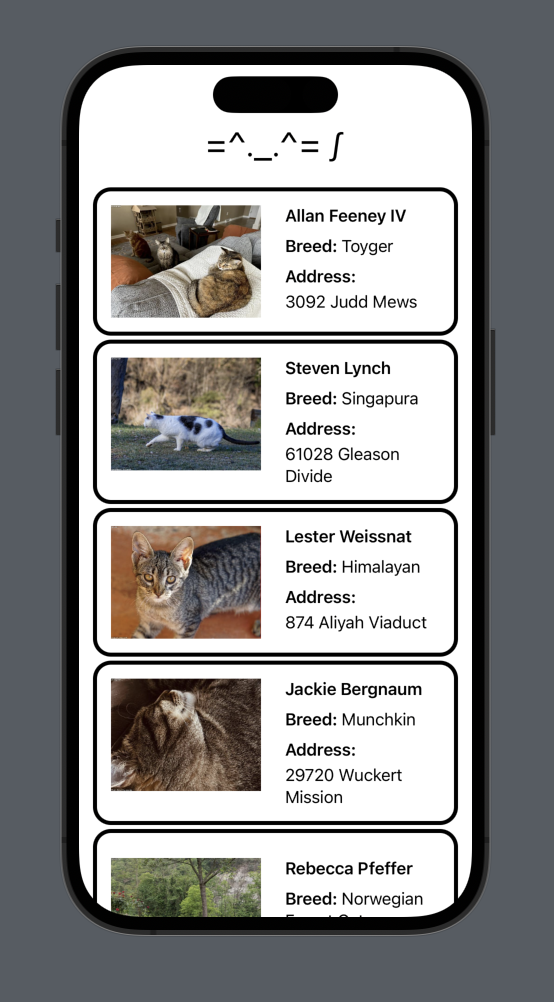 =^._.^= ∫
Allan Feeney IV
Breed: Toyger
Address:
3092 Judd Mews
Steven Lynch
Breed: Singapura
Address:
61028 Gleason
Divide
Lester Weissnat
Breed: Himalayan
Address:
874 Aliyah Viaduct
Jackie Bergnaum
Breed: Munchkin
Address:
29720 Wuckert
Mission
Rebecca Pfeffer
Breed: Norwegian